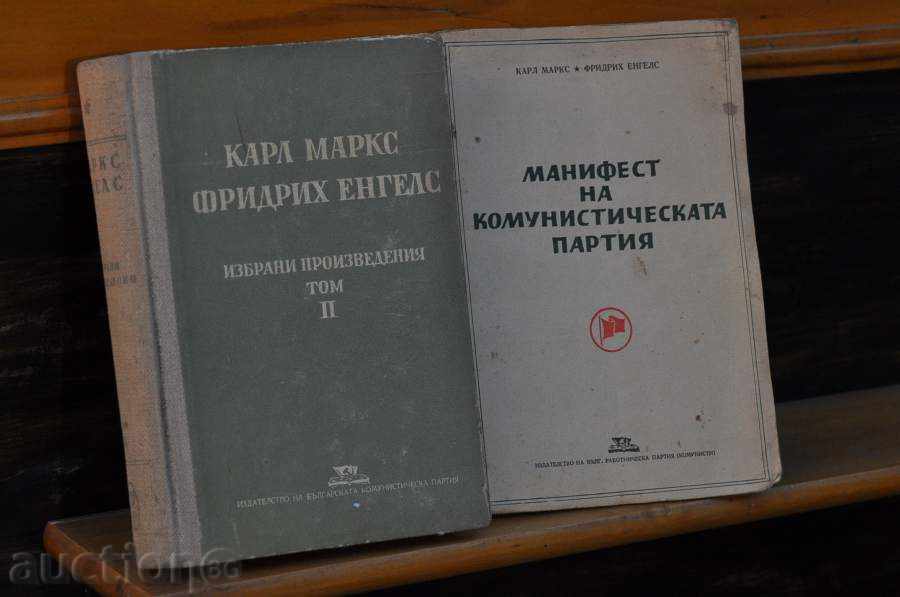 КАРЛ МАРКС
ФРИДРИХ ЕНГЕЛС
ИЗБРАНИ ПРОИЗВЕДЕНИЯ
ТОМ
II
ИЗДАТЕЛСТВО НА БЪЛГАРСКАТА КОМУНИСТИЧЕСКА ПАРТИЯ
КАРЛ МАРКС ★ ФРИДРИХ ЕНГЕЛС
МАНИФЕСТ
НА
КОМУНИСТИЧЕСКАТА
ПАРТИЯ
ИЗДАТЕЛСТВО НА БЪЛГ. РАБОТНИЧЕСКА ПАРТИЯ (КОМУНИСТИ)
auction